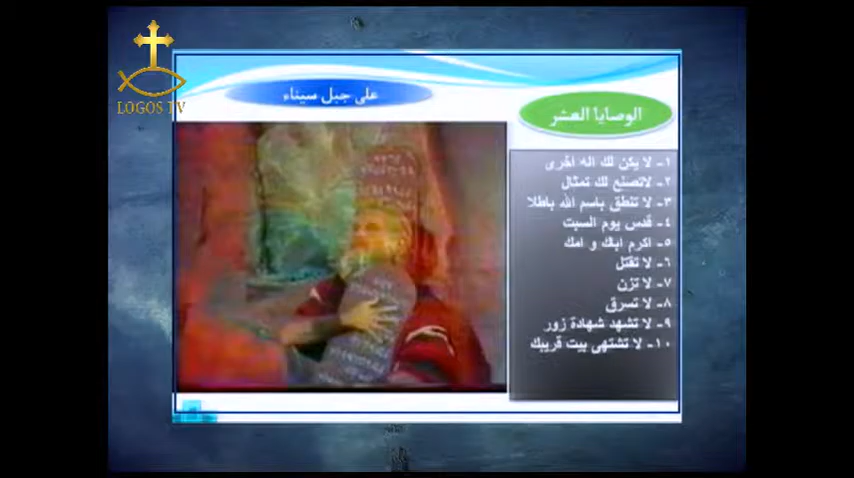 LOGOS TV
على جبل سيناء
الوصايا العشر
١- لا يكن لك اله اخرى
٢- لاتصنع لك تمثال
٣- لا تنطق باسم الله باطلا
٤- قدس يوم السبت
٥- اكرم اباك و امك
٦- لا تقتل
٧- لا تزن
٨- لا تسرق
٩- لا تشهد شهادة زور
١٠- لا تشتهى بيت قريبك